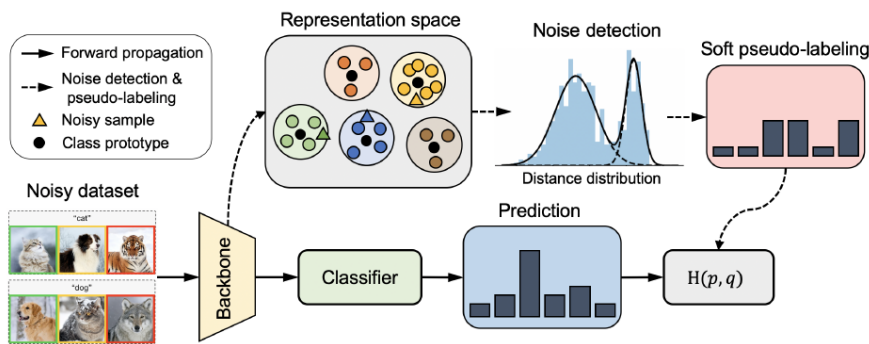 Representation space
Noise detection
Soft pseudo-labeling
Forward propagation
Noise detection &
pseudo-labeling
Noisy sample
Class prototype
Distance distribution
Noisy dataset
"cat"
"dog"
Backbone
Classifier
Prediction
H(p, q)